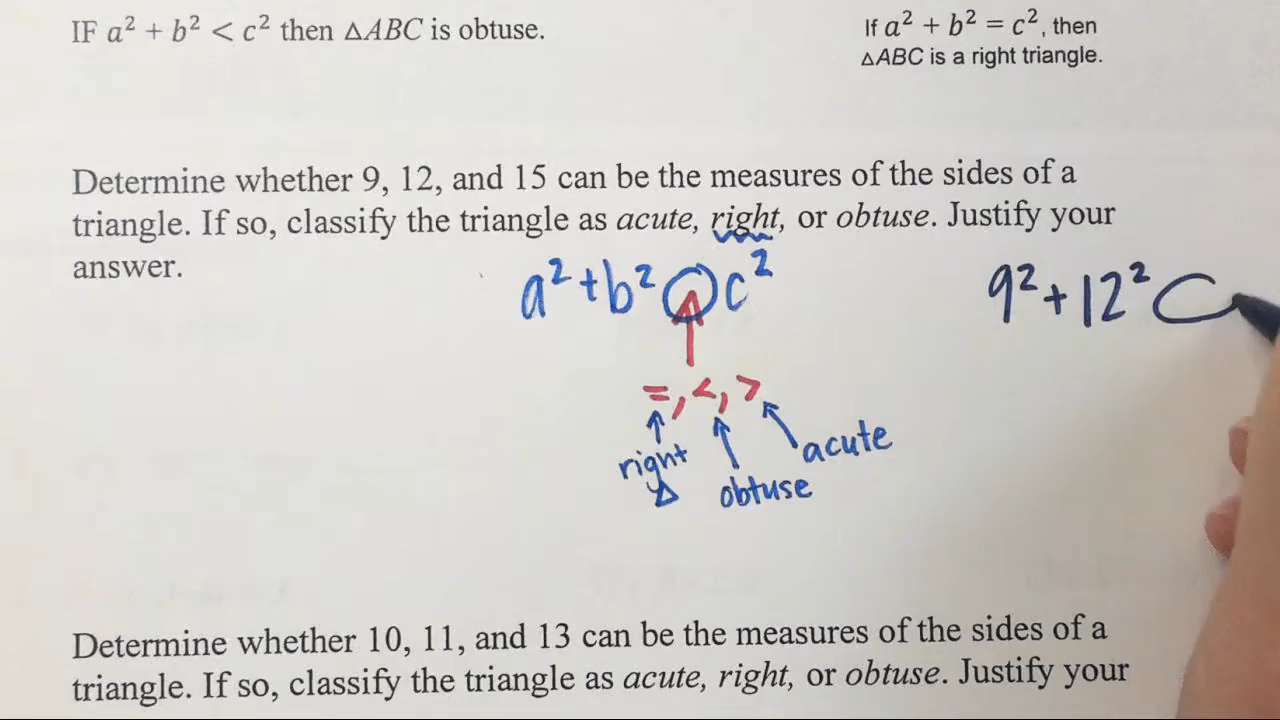 IF a² + b² < c² then △ABC is obtuse.
If a² + b² = c², then
△ABC is a right triangle.
Determine whether 9, 12, and 15 can be the measures of the sides of a
triangle. If so, classify the triangle as acute, right, or obtuse. Justify your
answer.
a²+b² ◯ c²
9²+12²
=, <, >
right
△
obtuse
acute
Determine whether 10, 11, and 13 can be the measures of the sides of a
triangle. If so, classify the triangle as acute, right, or obtuse. Justify your